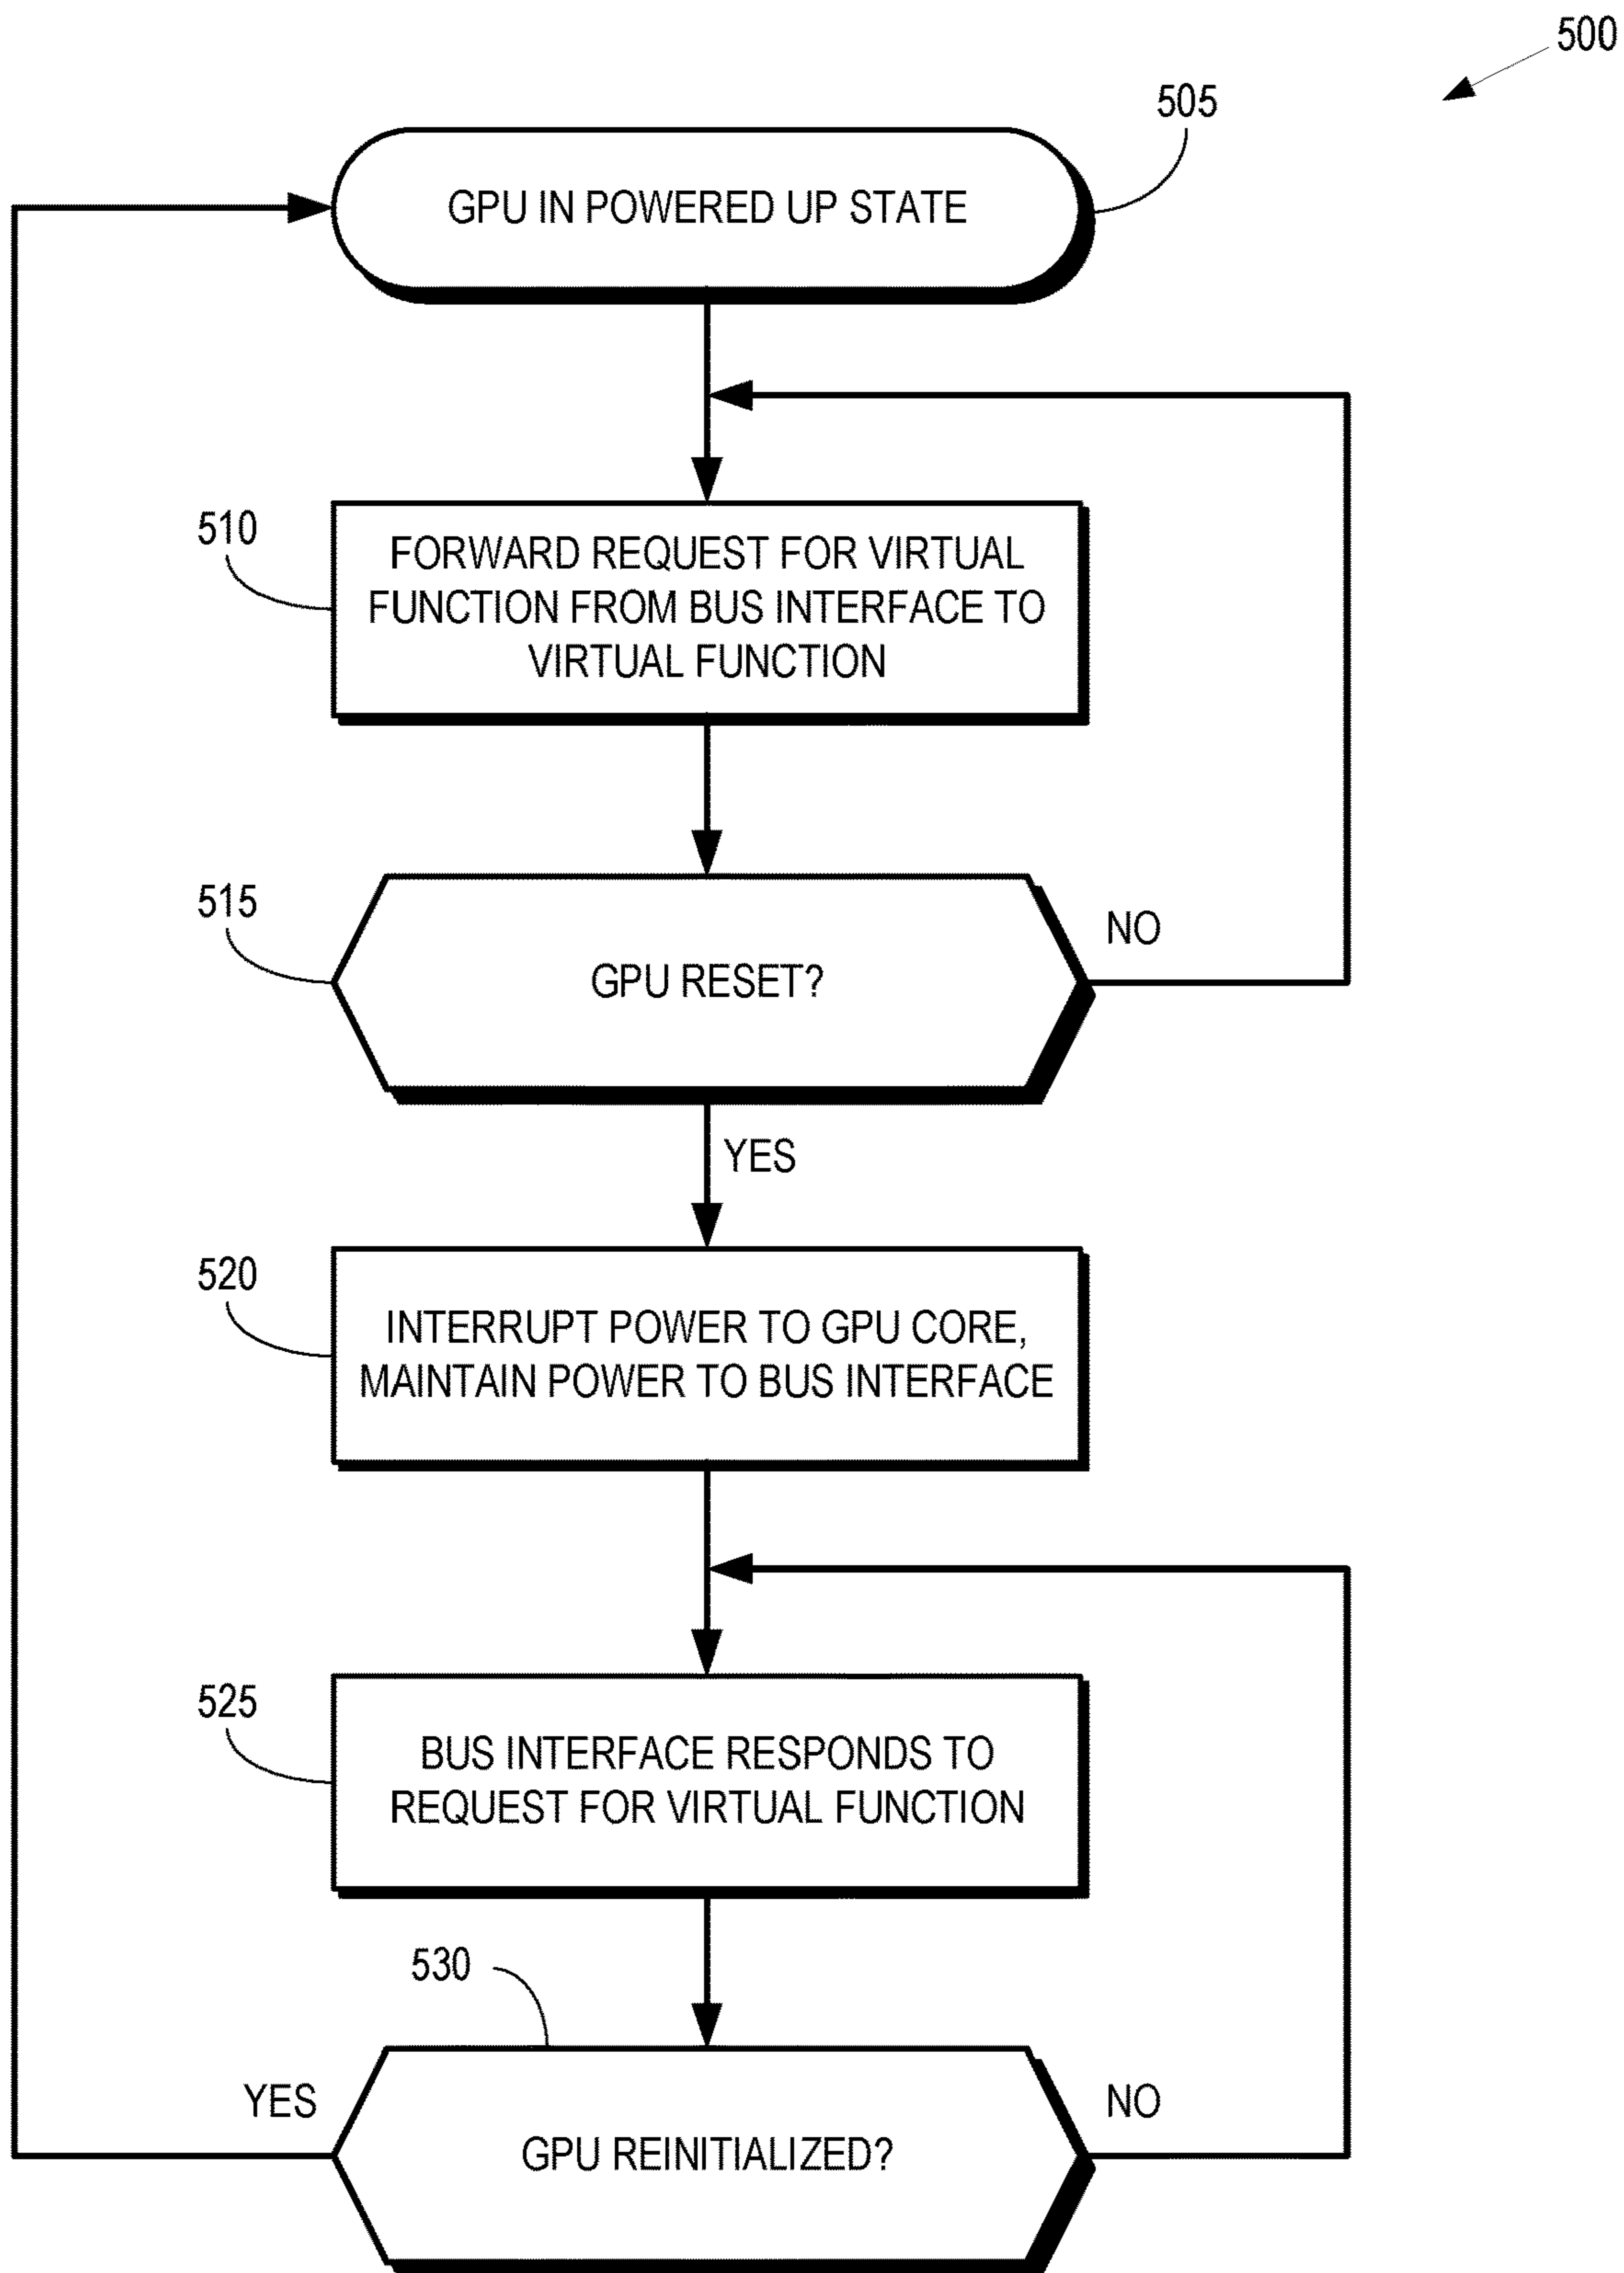 500
505
GPU IN POWERED UP STATE
510
FORWARD REQUEST FOR VIRTUAL
FUNCTION FROM BUS INTERFACE TO
VIRTUAL FUNCTION
515
GPU RESET?
NO
YES
520
INTERRUPT POWER TO GPU CORE,
MAINTAIN POWER TO BUS INTERFACE
525
BUS INTERFACE RESPONDS TO
REQUEST FOR VIRTUAL FUNCTION
530
YES
GPU REINITIALIZED?
NO